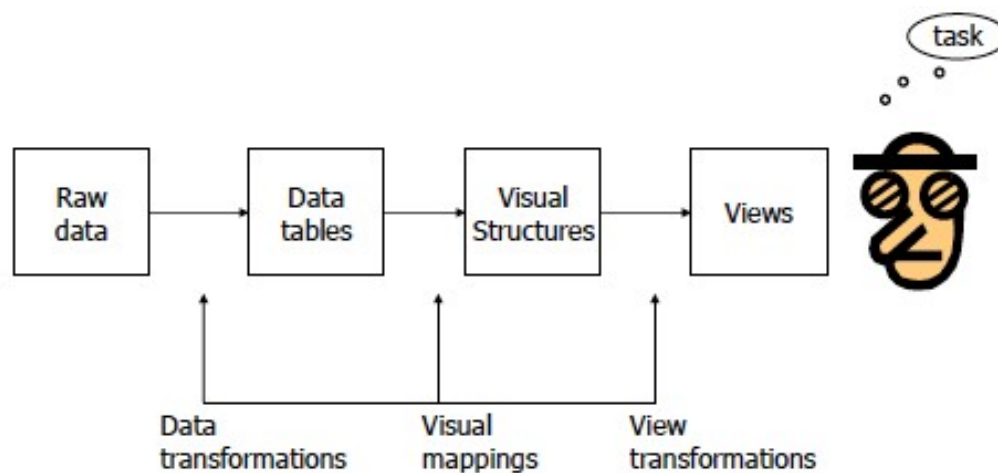 task
Raw
data
Data
tables
Visual
Structures
Views
Data
transformations
Visual
mappings
View
transformations